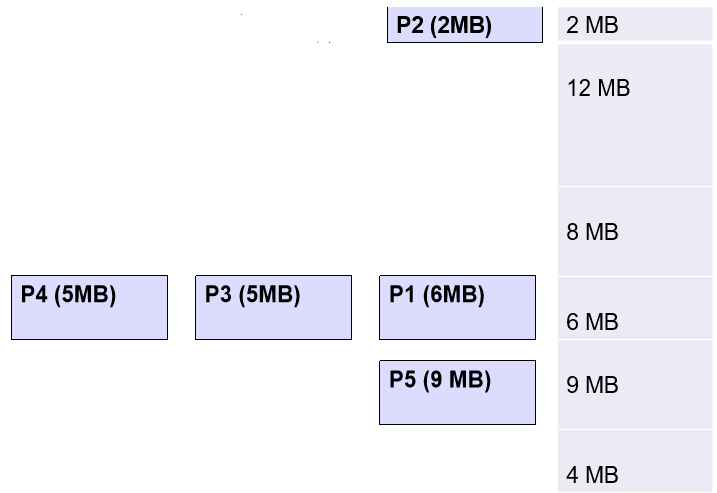 P2 (2MB) 2 MB
12 MB
8 MB
P4 (5MB) P3 (5MB) P1 (6MB)
6 MB
P5 (9 MB) 9 MB
4 MB